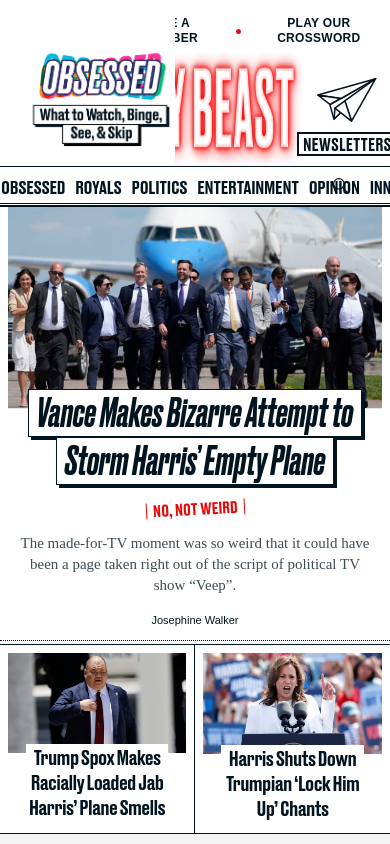 PLAY OUR
CROSSWORD
OBSESSED
What to Watch, Binge,
See, & Skip
BEAST
NEWSLETTERS
OBSESSED ROYALS POLITICS ENTERTAINMENT OPINION INN
Vance Makes Bizarre Attempt to
Storm Harris’ Empty Plane
NO, NOT WEIRD
The made-for-TV moment was so weird that it could have
been a page taken right out of the script of political TV
show “Veep”.
Josephine Walker
Trump Spox Makes
Racially Loaded Jab
Harris’ Plane Smells
Harris Shuts Down
Trumpian ‘Lock Him
Up’ Chants